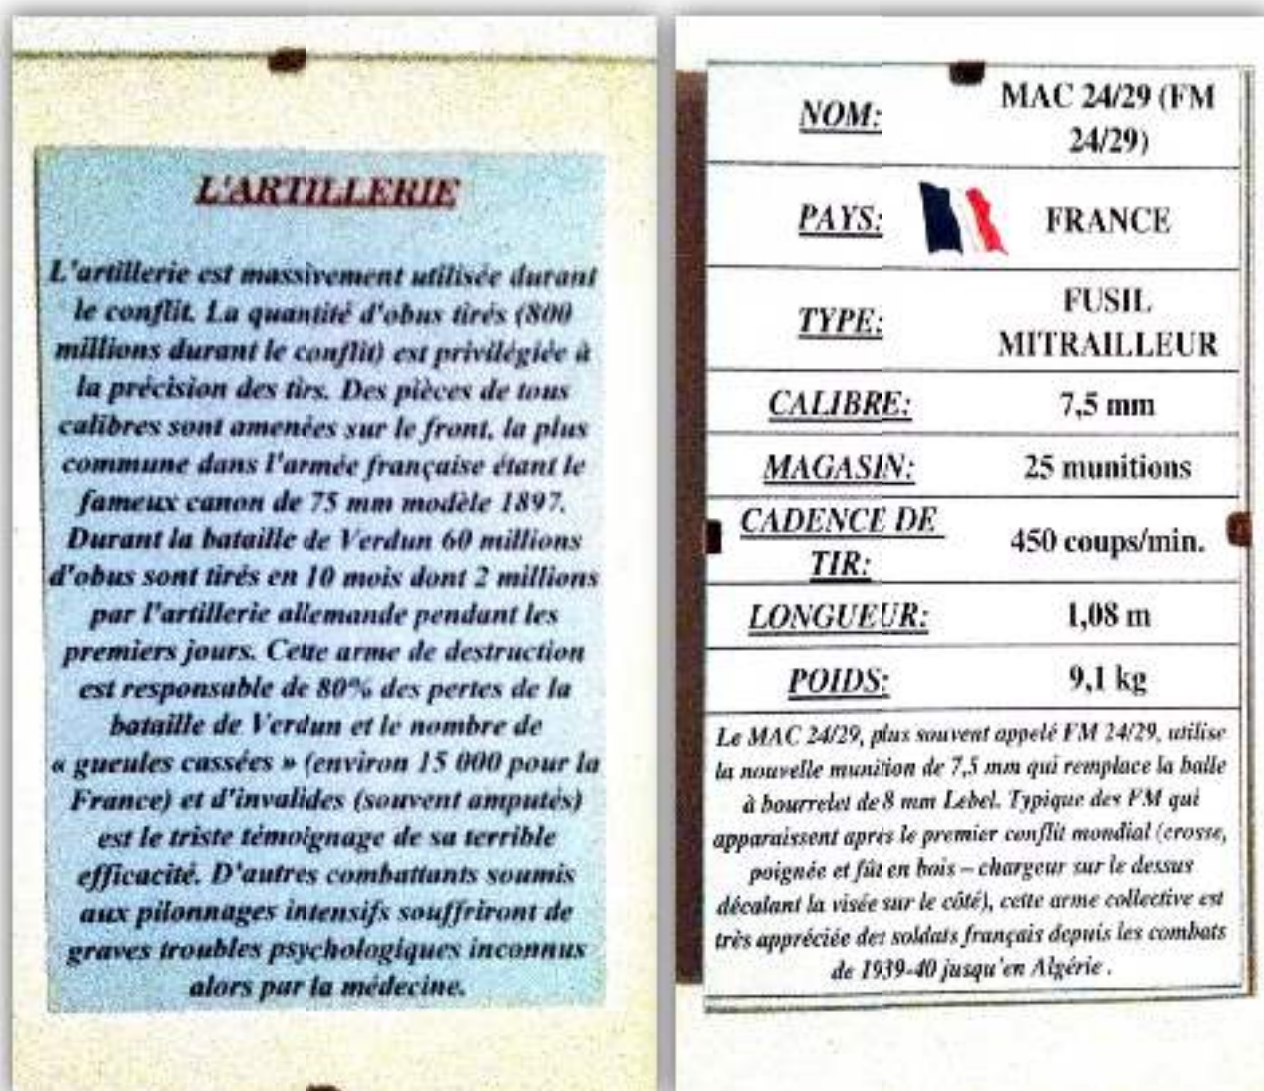 L'ARTILLERIE
L'artillerie est massivement utilisée durant
le conflit. La quantité d'obus tirés (800
millions durant le conflit) est privilégiée à
la précision des tirs. Des pièces de tous
calibres sont amenées sur le front, la plus
commune dans l'armée française étant le
fameux canon de 75 mm modèle 1897.
Durant la bataille de Verdun 60 millions
d'obus sont tirés en 10 mois dont 2 millions
par l'artillerie allemande pendant les
premiers jours. Cette arme de destruction
est responsable de 80% des pertes de la
bataille de Verdun et le nombre de
« gueules cassées » (environ 15 000 pour la
France) et d'invalides (souvent amputés)
est le triste témoignage de sa terrible
efficacité. D'autres combattants soumis
aux pilonnages intensifs souffriront de
graves troubles psychologiques inconnus
alors par la médecine.
NOM: MAC 24/29 (FM
24/29)
PAYS: FRANCE
TYPE: FUSIL
MITRAILLEUR
CALIBRE: 7,5 mm
MAGASIN: 25 munitions
CADENCE DE
TIR: 450 coups/min.
LONGUEUR: 1,08 m
POIDS: 9,1 kg
Le MAC 24/29, plus souvent appelé FM 24/29, utilise
la nouvelle munition de 7,5 mm qui remplace la balle
à bourrelet de 8 mm Lebel. Typique des FM qui
apparaissent après le premier conflit mondial (crosse,
poignée et fût en bois – chargeur sur le dessus
décalant la visée sur le côté), cette arme collective est
très appréciée des soldats français depuis les combats
de 1939-40 jusqu'en Algérie .